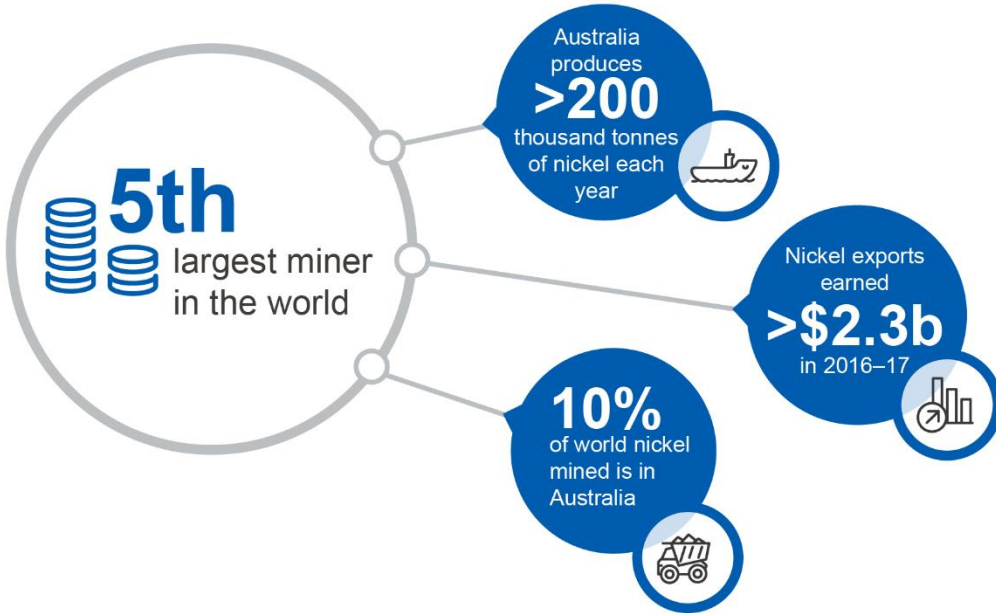 5th
largest miner
in the world
Australia
produces
>200
thousand tonnes
of nickel each
year
Nickel exports
earned
>$2.3b
in 2016–17
10%
of world nickel
mined is in
Australia